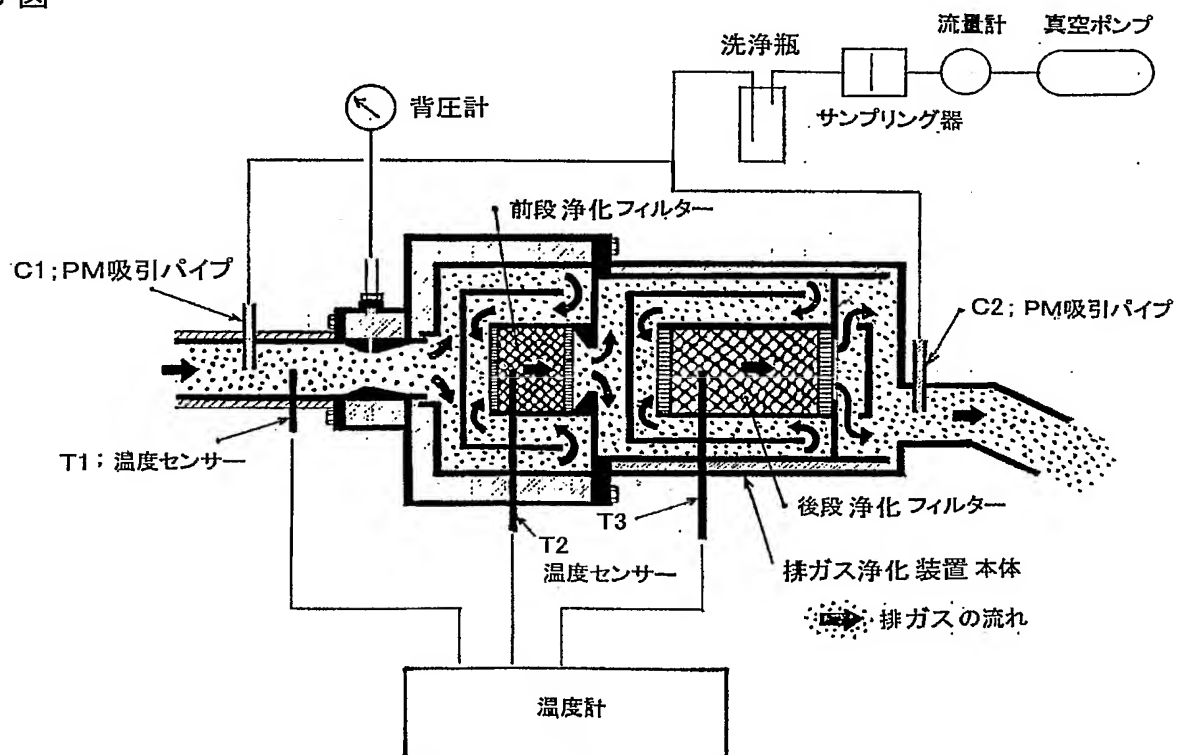 図
流量計
真空ポンプ
洗浄瓶
サンプリング器
背圧計
前段浄化フィルター
C1;PM吸引パイプ
C2;PM吸引パイプ
T1;温度センサー
T2
温度センサー
T3
後段浄化フィルター
排ガス浄化装置本体
排ガスの流れ
温度計